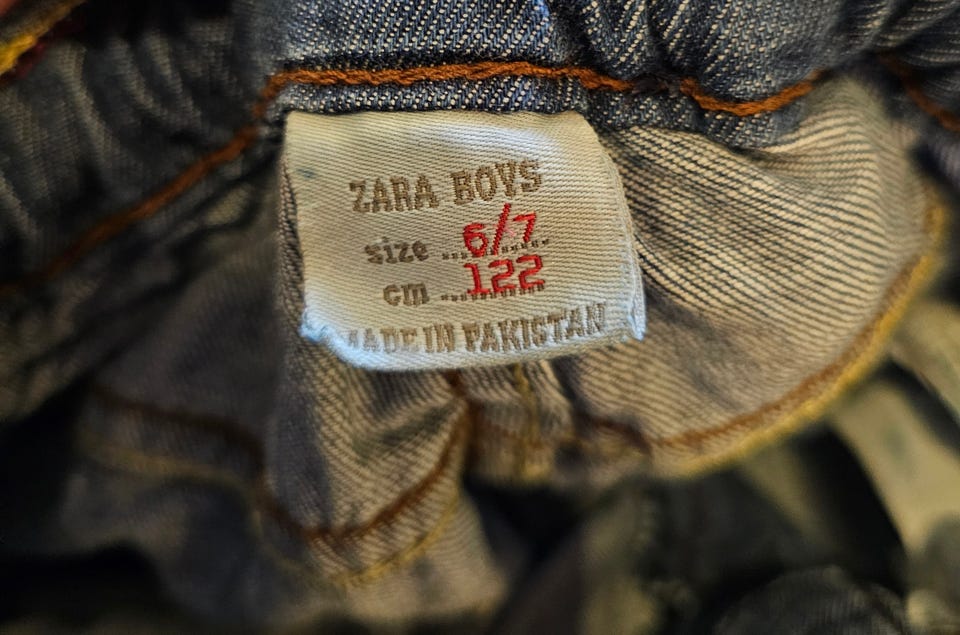 ZARA BOYS
size ... 6/7
cm ... 122
MADE IN PAKISTAN